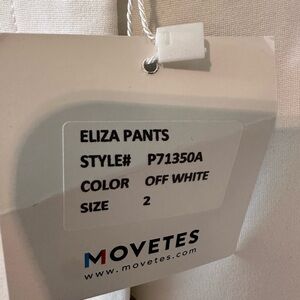 ELIZA PANTS
STYLE# P71350A
COLOR OFF WHITE
SIZE 2
MOVETES
www.movetes.com